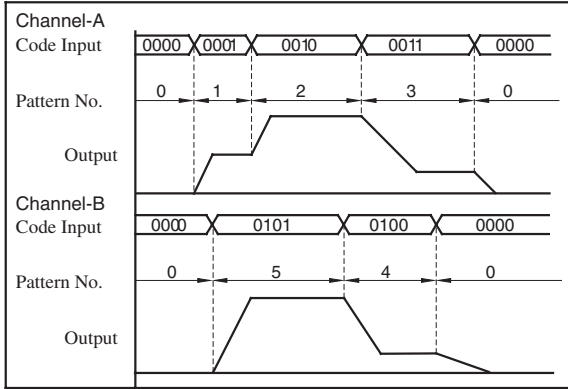 Channel-A
Code Input 0000 0001 0010 0011 0000
Pattern No. 0 1 2 3 0
Output
Channel-B
Code Input 0000 0101 0100 0000
Pattern No. 0 5 4 0
Output